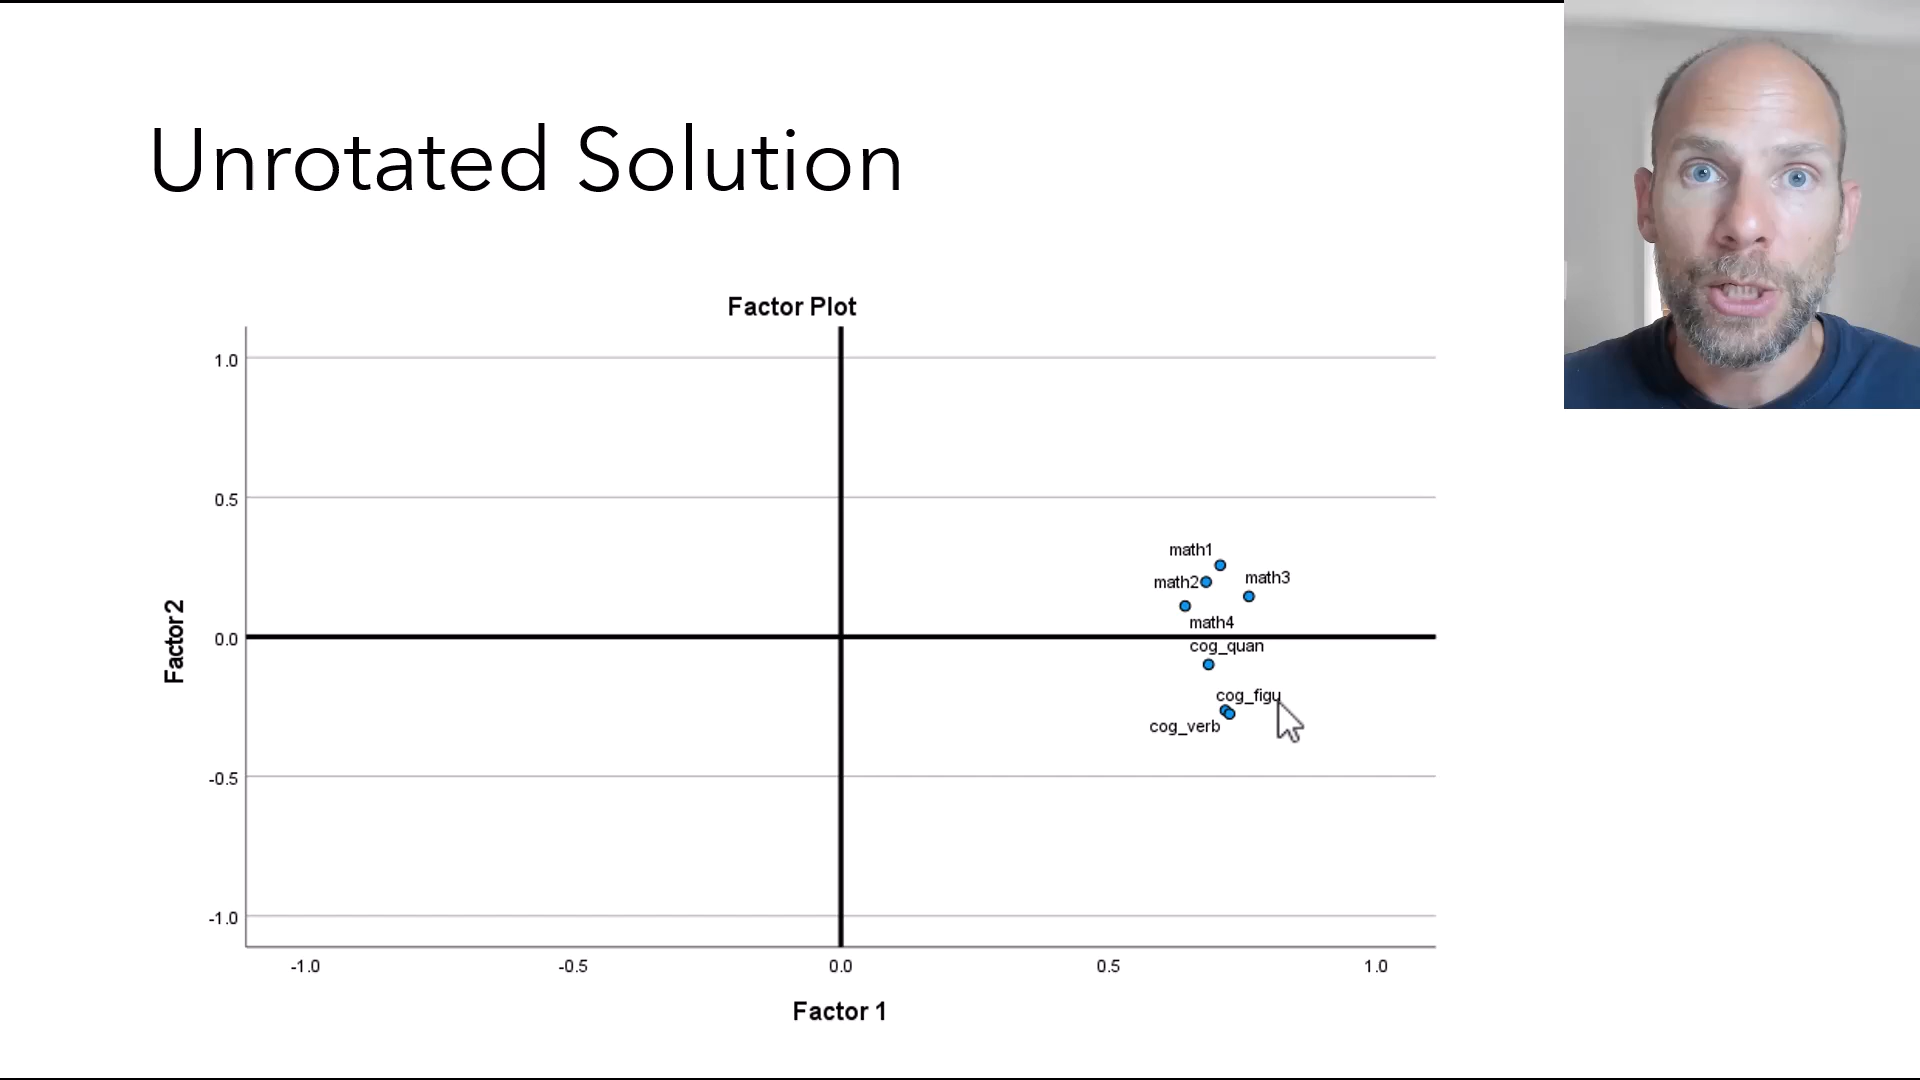 Unrotated Solution
Factor Plot
1.0
0.5
0.0
-0.5
-1.0
Factor 2
math1
math2
math3
math4
cog_quan
cog_figu
cog_verb
-1.0 -0.5 0.0 0.5 1.0
Factor 1